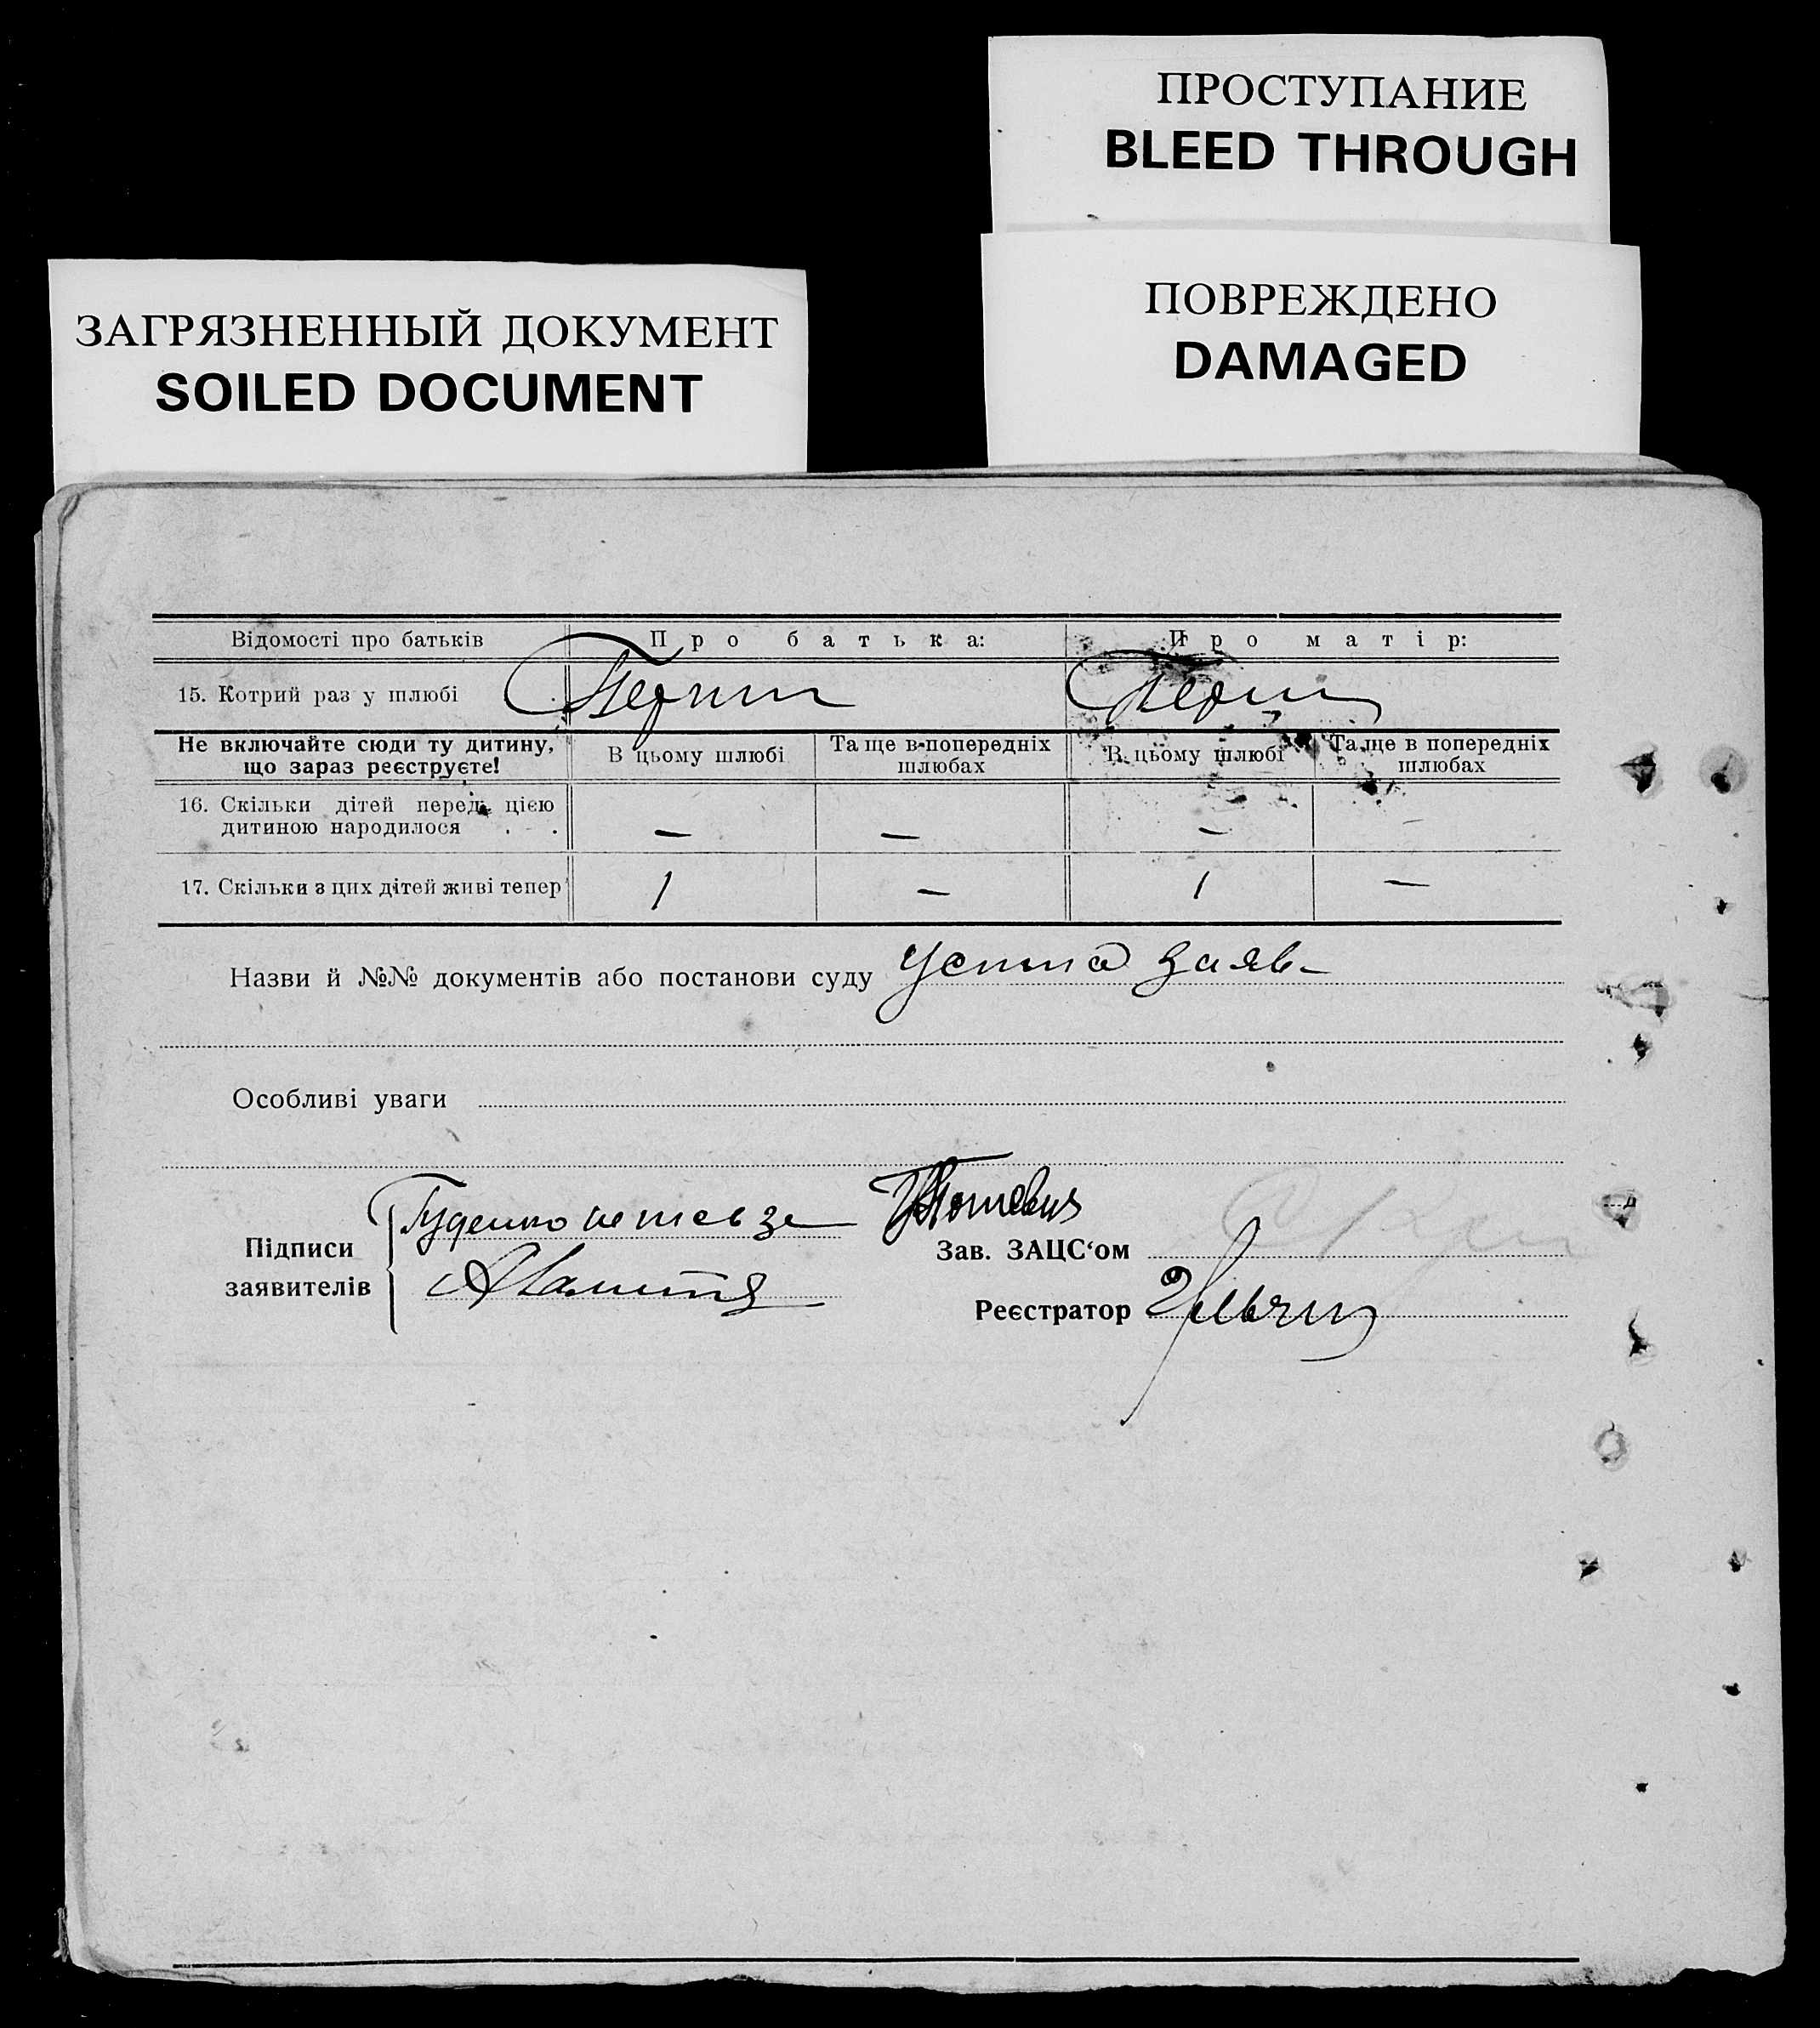 ПРОСТУПАНИЕ
BLEED THROUGH
ПОВРЕЖДЕНО
DAMAGED
ЗАГРЯЗНЕННЫЙ ДОКУМЕНТ
SOILED DOCUMENT
Відомості про батьків Про батька: Про матір:
15. Котрий раз у шлюбі
Не включайте сюди ту дитину, що зараз реєструєте!
В цьому шлюбі
Та ще в попередніх шлюбах
В цьому шлюбі
Та ще в попередніх шлюбах
16. Скільки дітей перед цією
дитиною народилося . . — — — —
17. Скільки з цих дітей живі тепер 1 — 1 —
Назви й №№ документів або постанови суду заяв-
Особливі уваги
Підписи
заявителів
Зав. ЗАЦС‘ом
Реєстратор